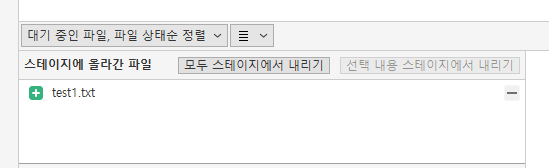 대기 중인 파일, 파일 상태순 정렬
스테이지에 올라간 파일 모두 스테이지에서 내리기 선택 내용 스테이지에서 내리기
test1.txt